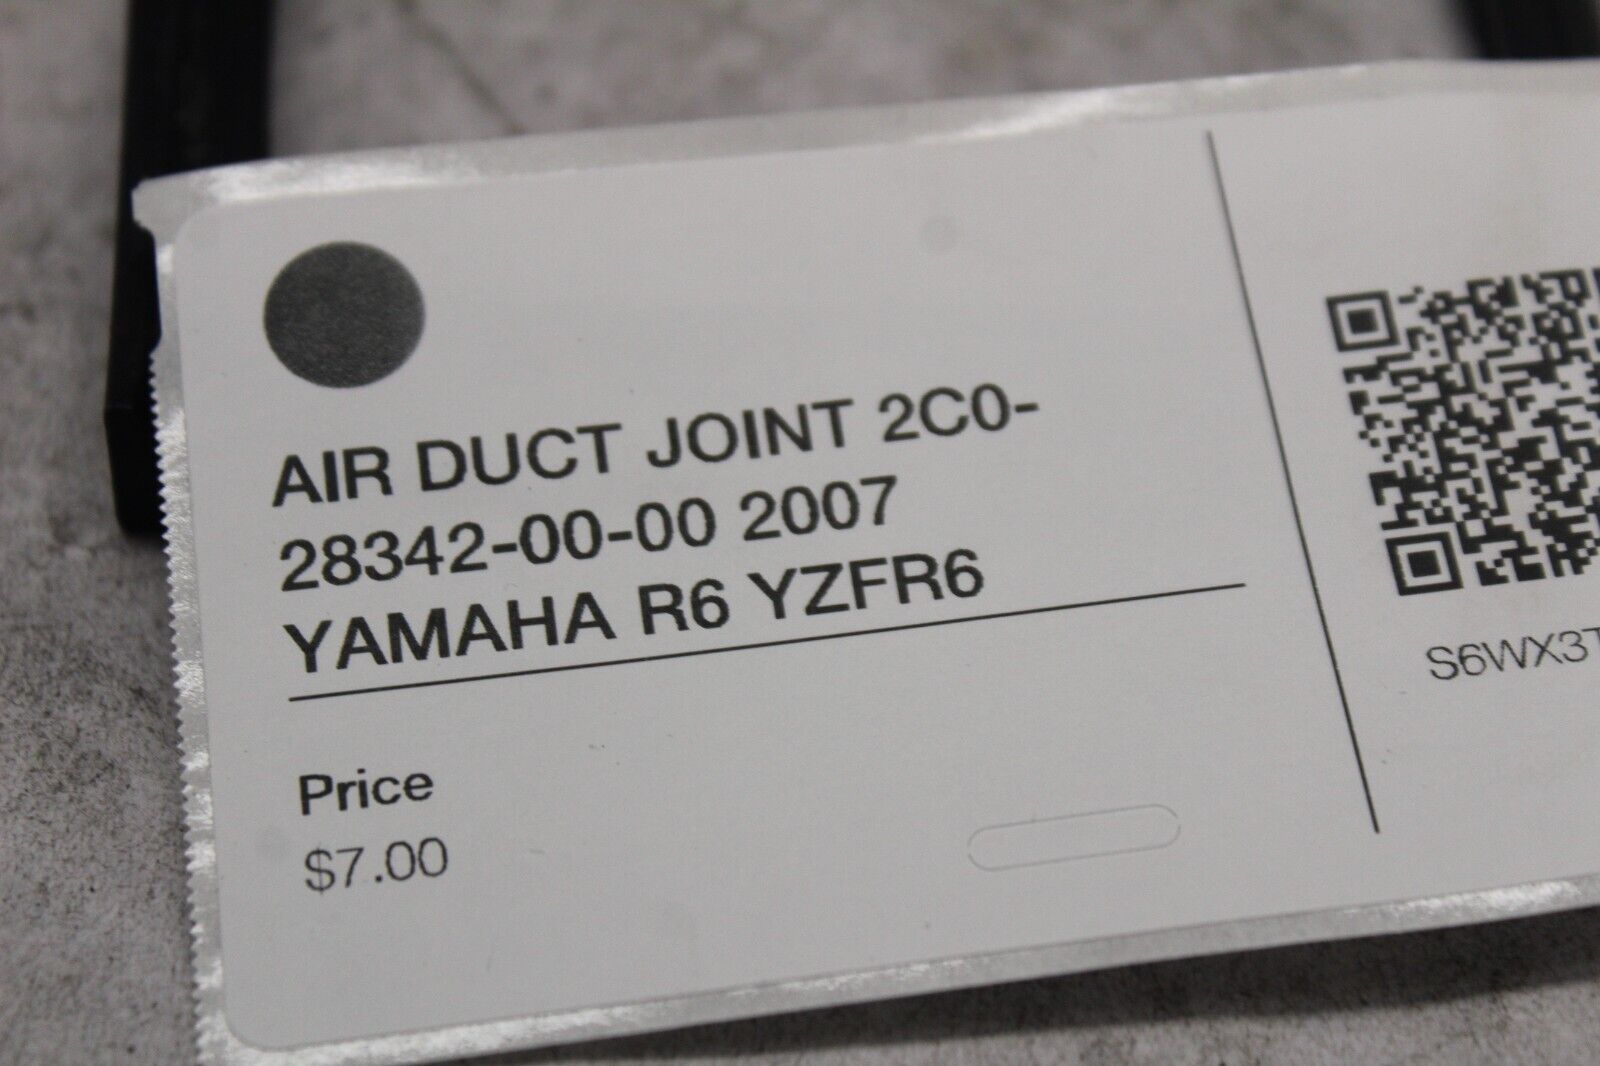 AIR DUCT JOINT 2C0-
28342-00-00 2007
YAMAHA R6 YZFR6
Price
$7.00
S6WX3T